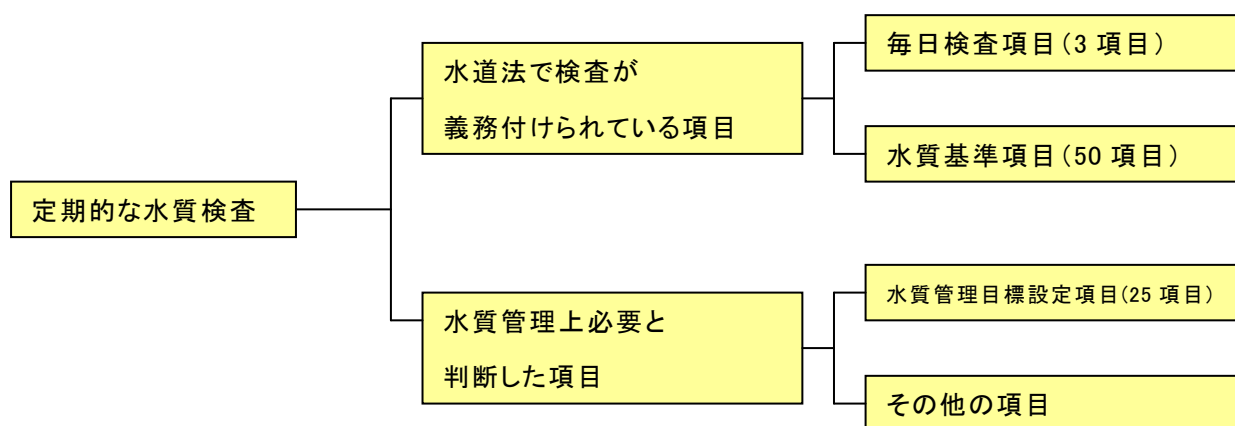 定期的な水質検査
水道法で検査が
義務付けられている項目
毎日検査項目(3 項目)
水質基準項目(50 項目)
水質管理上必要と
判断した項目
水質管理目標設定項目(25 項目)
その他の項目